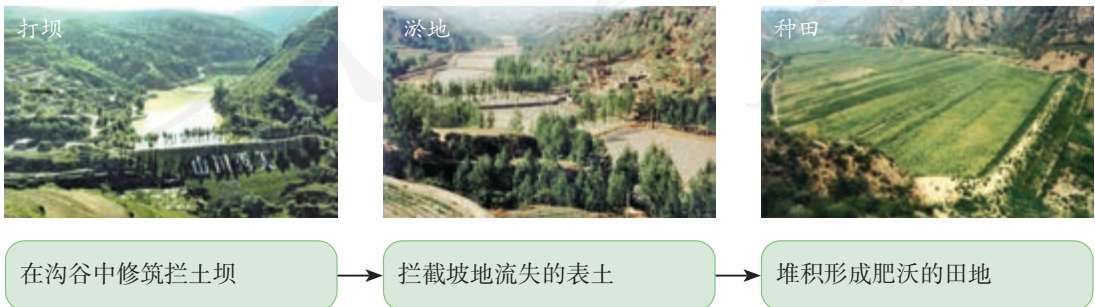 打坝
淤地
种田
在沟谷中修筑拦土坝
拦截坡地流失的表土
堆积形成肥沃的田地